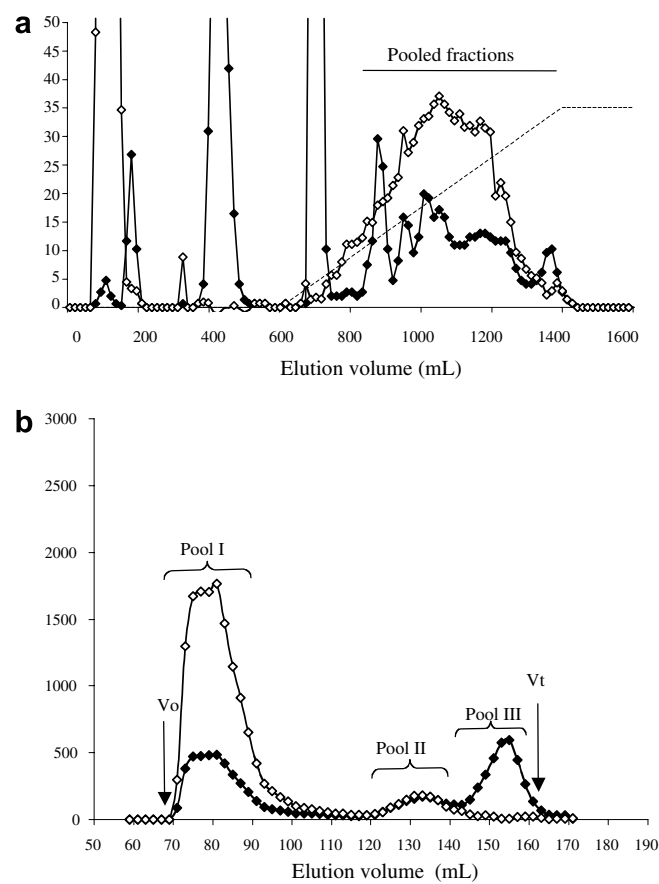 a
50
45
Pooled fractions
40
35
30
25
20
15
10
5
0
0 200 400 600 800 1000 1200 1400 1600
Elution volume (mL)
b
3000
2500
2000
Pool I
1500
1000
Vo
Vt
Pool III
500
Pool II
0
50 60 70 80 90 100 110 120 130 140 150 160 170 180 190
Elution volume (mL)